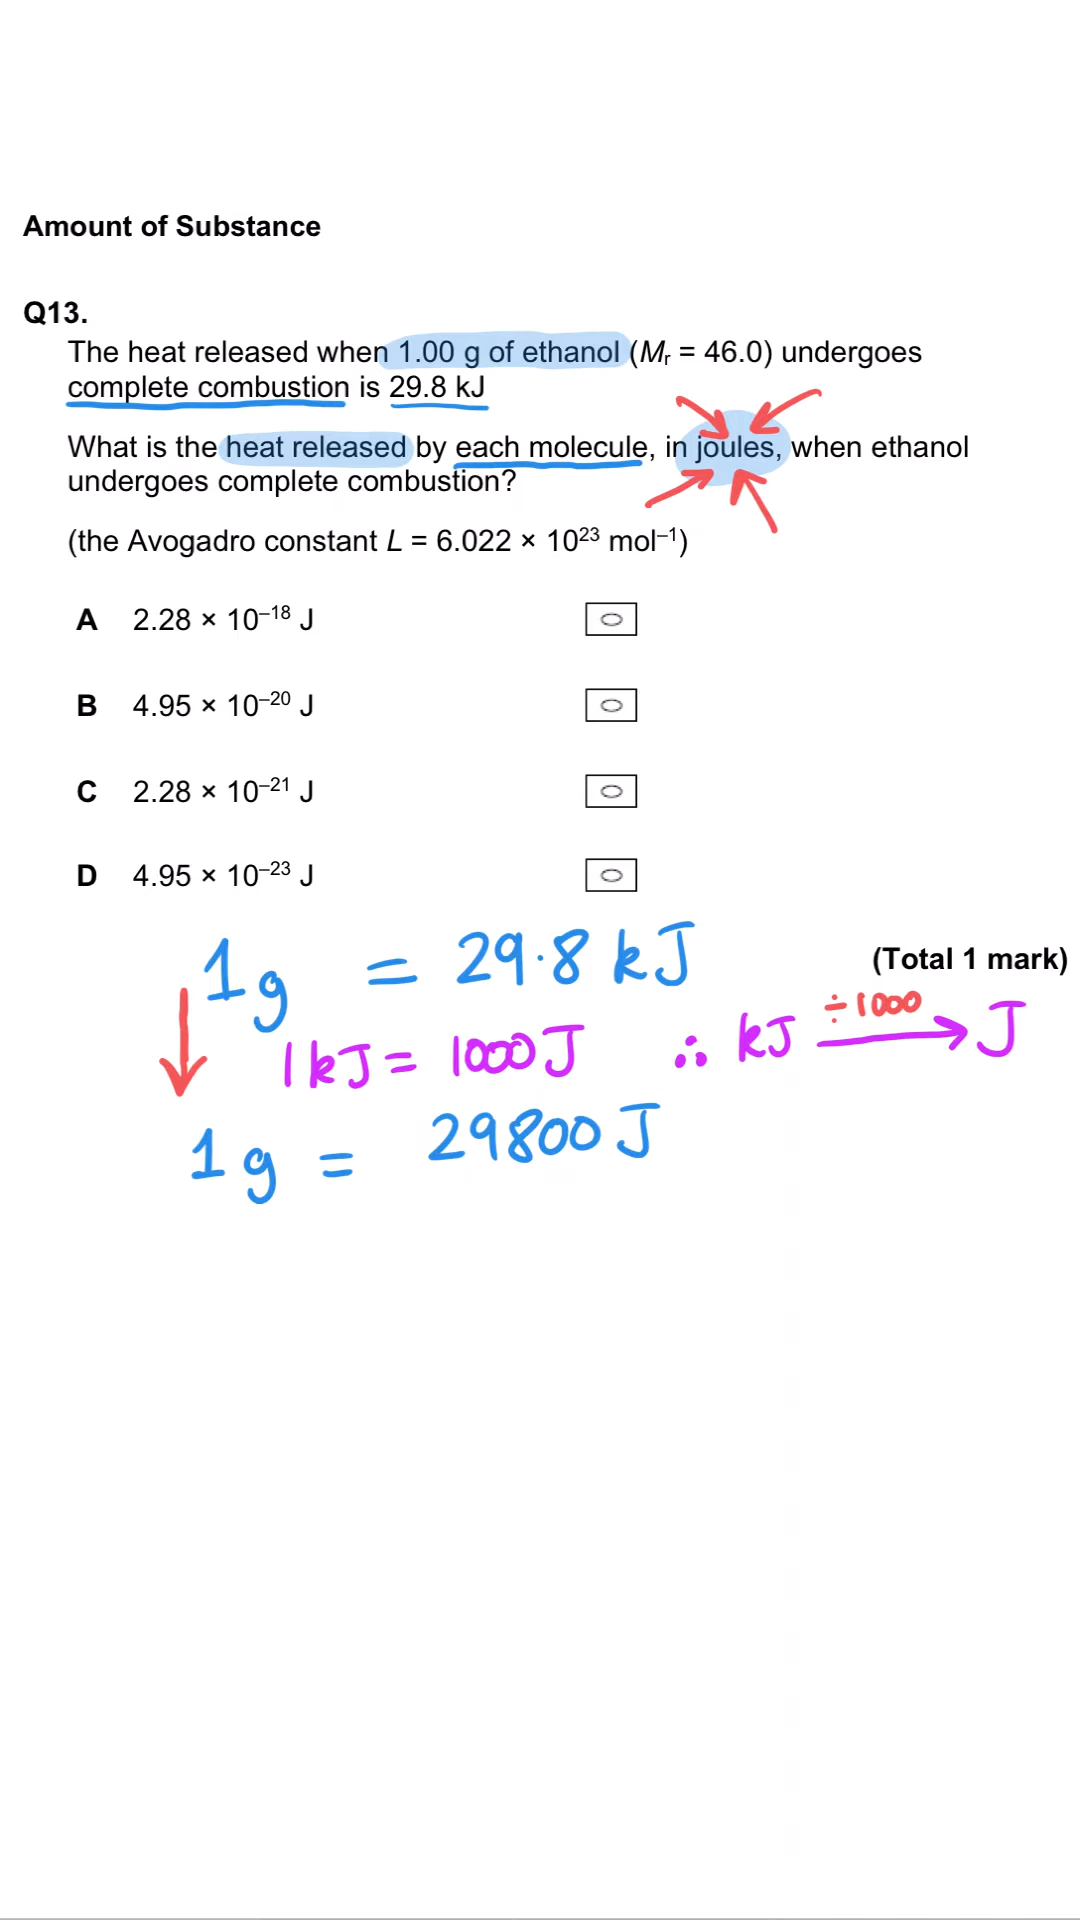 Amount of Substance
Q13.
The heat released when 1.00 g of ethanol (Mᵣ = 46.0) undergoes
complete combustion is 29.8 kJ
What is the heat released by each molecule, in joules, when ethanol
undergoes complete combustion?
(the Avogadro constant L = 6.022 × 10²³ mol⁻¹)
A 2.28 × 10⁻¹⁸ J
B 4.95 × 10⁻²⁰ J
C 2.28 × 10⁻²¹ J
D 4.95 × 10⁻²³ J
(Total 1 mark)
1g = 29.8 kJ
1kJ = 1000J ∴ kJ ÷1000 → J
1g = 29800J